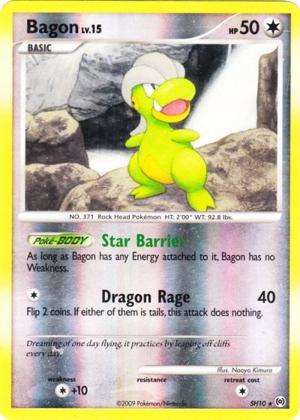 Bagon LV.15 HP 50
BASIC
NO. 371 Rock Head Pokémon HT: 2'00" WT: 92.8 lbs.
Poké-BODY Star Barrier
As long as Bagon has any Energy attached to it, Bagon has no
Weakness.
Dragon Rage 40
Flip 2 coins. If either of them is tails, this attack does nothing.
Dreaming of one day flying, it practices by leaping off cliffs
every day.
Illus. Naoyo Kimura
weakness resistance retreat cost
+10
©2009 Pokémon/Nintendo
SH10